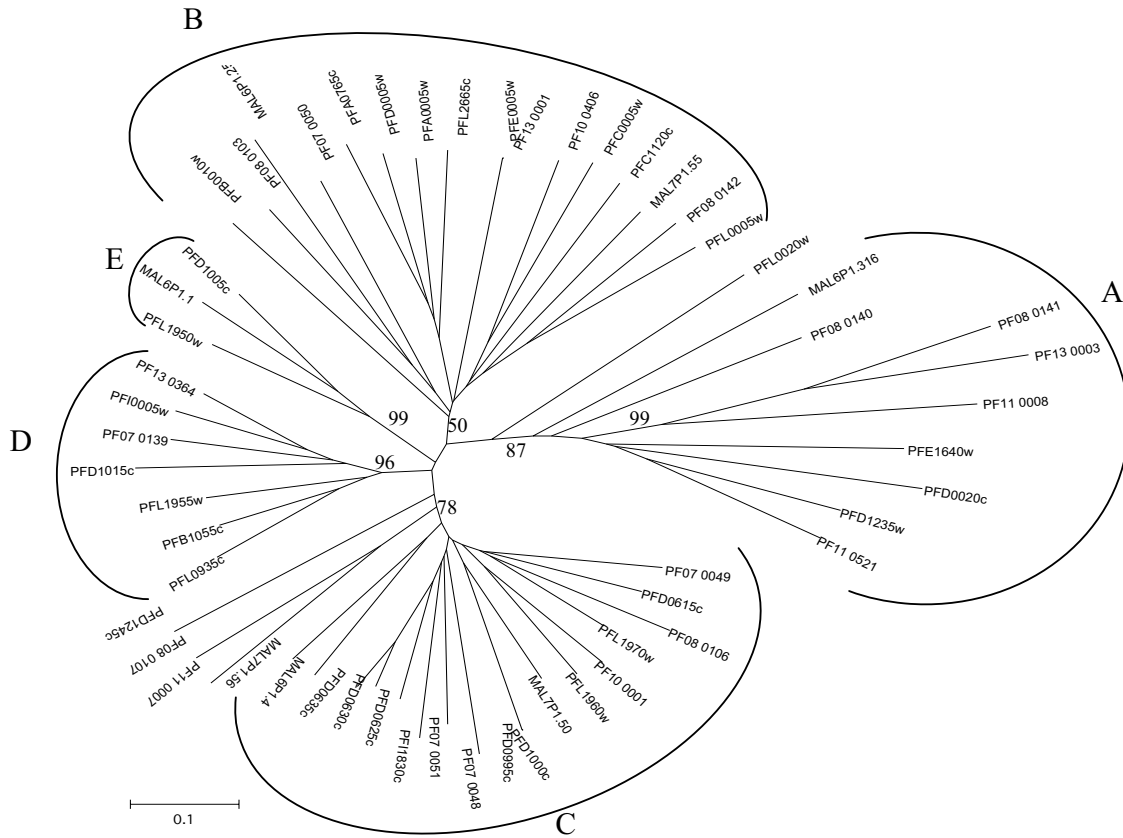 B
MAL6P1.2
PF08 0103
PFB0010w
PF07 0050
PFA0765c
PFD0005w
PFA0005w
PFL2665c
PFE0005w
PF13 0001
PF10 0406
PFC0005w
PFC1120c
MAL7P1.55
PF08 0142
PFL0005w
PFL0020w
MAL6P1.316
A
PF08 0140
PF08 0141
PF13 0003
PF11 0008
PFE1640w
PFD0020c
PFD1235w
PF11 0521
E
PFD1005c
MAL6P1.1
PFL1950w
99
50
99
87
D
PF13 0364
PFI0005w
PF07 0139
PFD1015c
PFL1955w
PFB1055c
PFL0935c
96
78
PFD1245c
PF08 0107
PF11 0007
MAL7P1.56
MAL6P1.4
PFD0635c
PFD0630c
PFD0625c
PFI1830c
PF07 0051
PF07 0048
PFD0995c
PFD1000c
MAL7P1.50
PFL1960w
PF10 0001
PFL1970w
PF08 0106
PFD0615c
PF07 0049
C
0.1